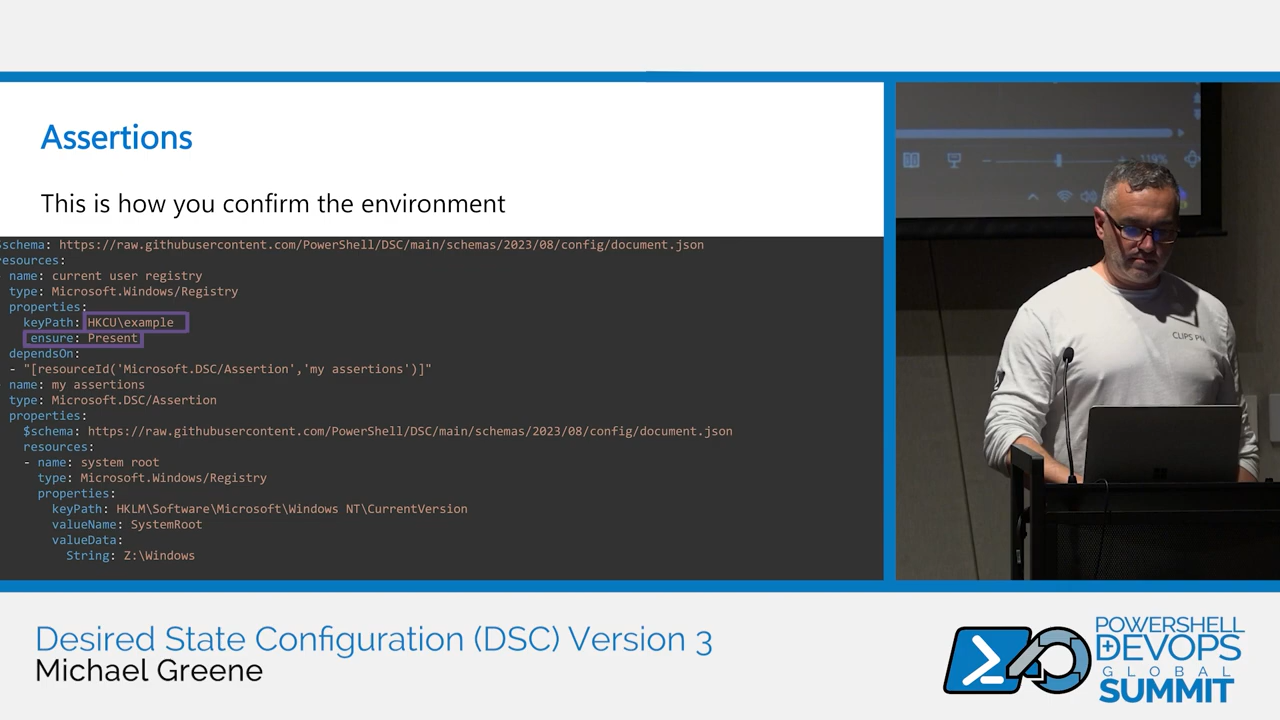 Assertions
This is how you confirm the environment
$schema: https://raw.githubusercontent.com/PowerShell/DSC/main/schemas/2023/08/config/document.json
resources:
name: current user registry
type: Microsoft.Windows/Registry
properties:
keyPath: HKCU\example
ensure: Present
dependsOn:
- "[resourceId('Microsoft.DSC/Assertion','my assertions')]"
name: my assertions
type: Microsoft.DSC/Assertion
properties:
$schema: https://raw.githubusercontent.com/PowerShell/DSC/main/schemas/2023/08/config/document.json
resources:
- name: system root
type: Microsoft.Windows/Registry
properties:
keyPath: HKLM\Software\Microsoft\Windows NT\CurrentVersion
valueName: SystemRoot
valueData:
String: Z:\Windows
119%
CLIPS
Desired State Configuration (DSC) Version 3
Michael Greene
POWERSHELL
DEVOPS
GLOBAL
SUMMIT